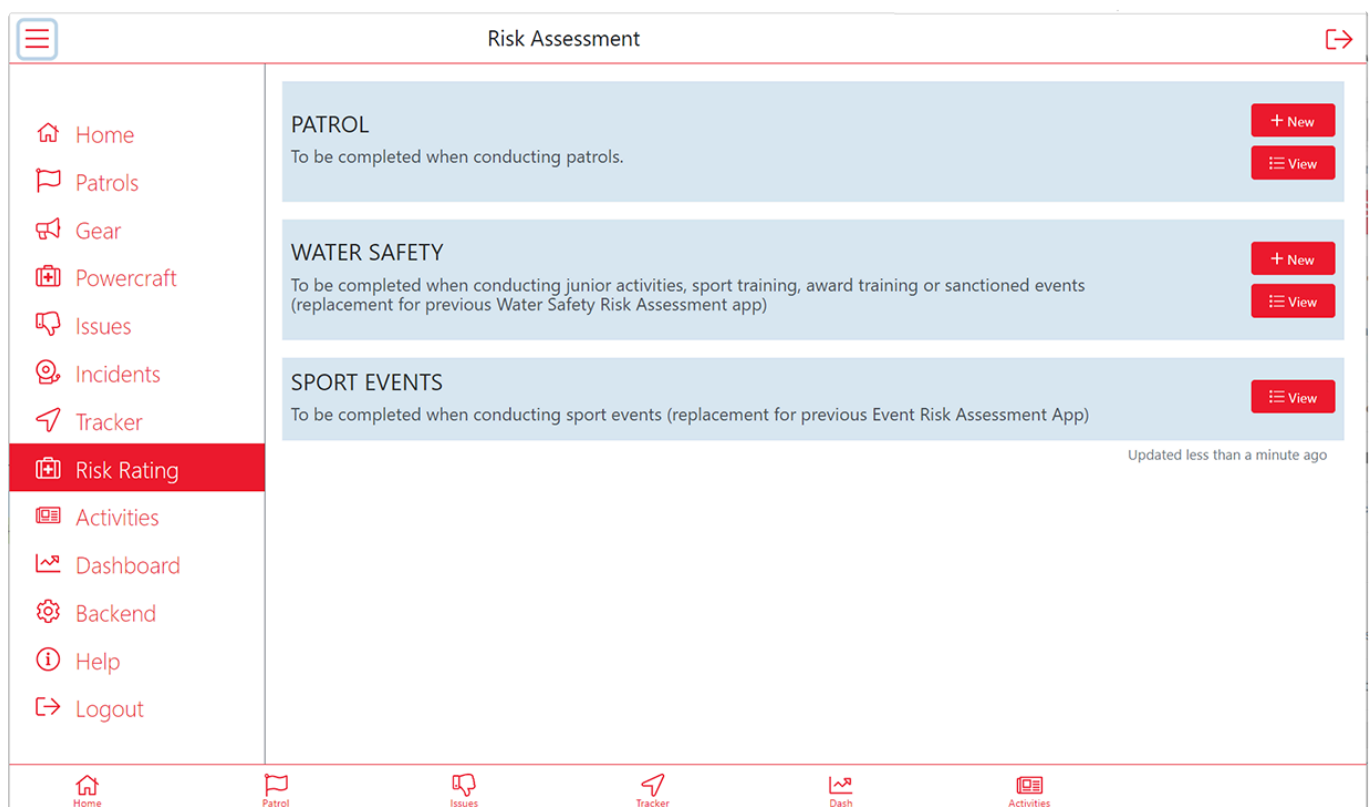 Risk Assessment
Home
Patrols
Gear
Powercraft
Issues
Incidents
Tracker
Risk Rating
Activities
Dashboard
Backend
Help
Logout
PATROL
To be completed when conducting patrols.
+ New
View
WATER SAFETY
To be completed when conducting junior activities, sport training, award training or sanctioned events
(replacement for previous Water Safety Risk Assessment app)
+ New
View
SPORT EVENTS
To be completed when conducting sport events (replacement for previous Event Risk Assessment App)
View
Updated less than a minute ago
Home
Patrol
Issues
Tracker
Dash
Activities